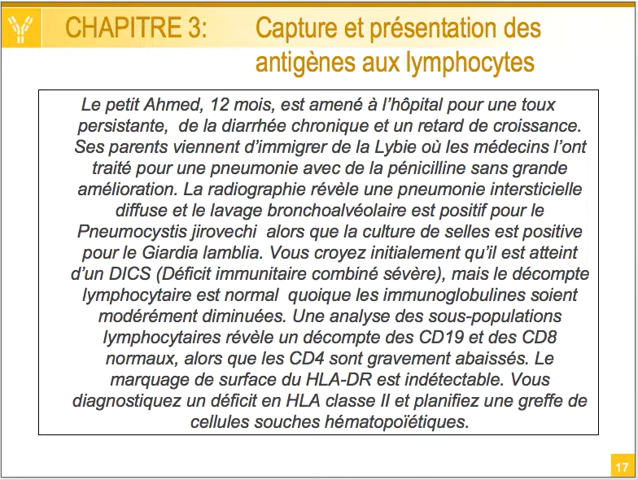 CHAPITRE 3: Capture et présentation des
antigènes aux lymphocytes
Le petit Ahmed, 12 mois, est amené à l'hôpital pour une toux
persistante, de la diarrhée chronique et un retard de croissance.
Ses parents viennent d'immigrer de la Lybie où les médecins l'ont
traité pour une pneumonie avec de la pénicilline sans grande
amélioration. La radiographie révèle une pneumonie intersticielle
diffuse et le lavage bronchoalvéolaire est positif pour le
Pneumocystis jirovechi alors que la culture de selles est positive
pour le Giardia lamblia. Vous croyez initialement qu'il est atteint
d'un DICS (Déficit immunitaire combiné sévère), mais le décompte
lymphocytaire est normal quoique les immunoglobulines soient
modérément diminuées. Une analyse des sous-populations
lymphocytaires révèle un décompte des CD19 et des CD8
normaux, alors que les CD4 sont gravement abaissés. Le
marquage de surface du HLA-DR est indétectable. Vous
diagnostiquez un déficit en HLA classe II et planifiez une greffe de
cellules souches hématopoïétiques.
17